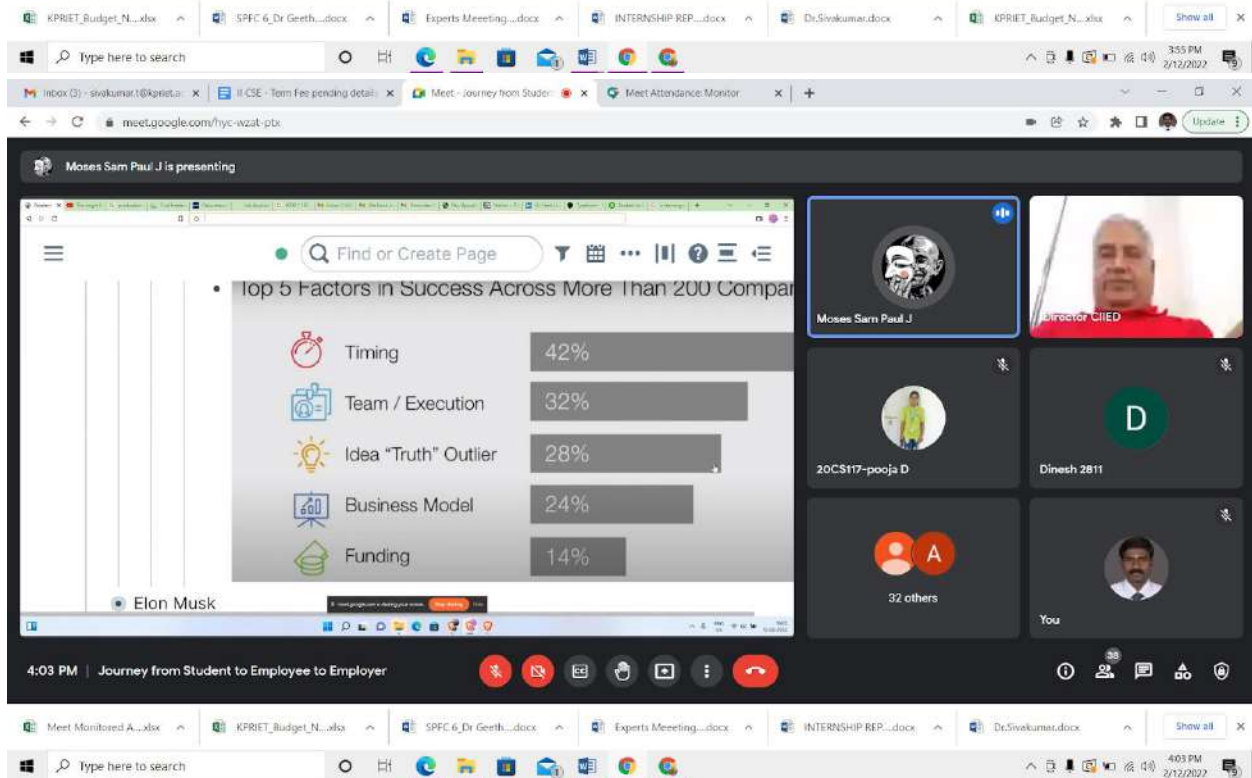 KPRIET_Budget_N....xlsx
SPFC 6_Dr Geeth....docx
Experts Meeeting....docx
INTERNSHIP REP....docx
Dr.Sivakumar.docx
KPRIET_Budget_N....xlsx
Show all
Type here to search
3:55 PM
2/12/2022
Inbox (3) - sivakumar.t@kpriet.ac
II-CSE - Term Fee pending detail
Meet - Journey from Studen
Meet Attendance: Monitor
meet.google.com/hyc-wzat-ptx
Update
Moses Sam Paul J is presenting
Find or Create Page
Top 5 Factors in Success Across More Than 200 Compar
Timing 42%
Team / Execution 32%
Idea “Truth” Outlier 28%
Business Model 24%
Funding 14%
Elon Musk
Moses Sam Paul J
Director CIIED
20CS117-pooja D
D
Dinesh 2811
A
32 others
You
4:03 PM | Journey from Student to Employee to Employer
38
Meet Monitored A....xlsx
KPRIET_Budget_N....xlsx
SPFC 6_Dr Geeth....docx
Experts Meeeting....docx
INTERNSHIP REP....docx
Dr.Sivakumar.docx
Show all
Type here to search
4:03 PM
2/12/2022